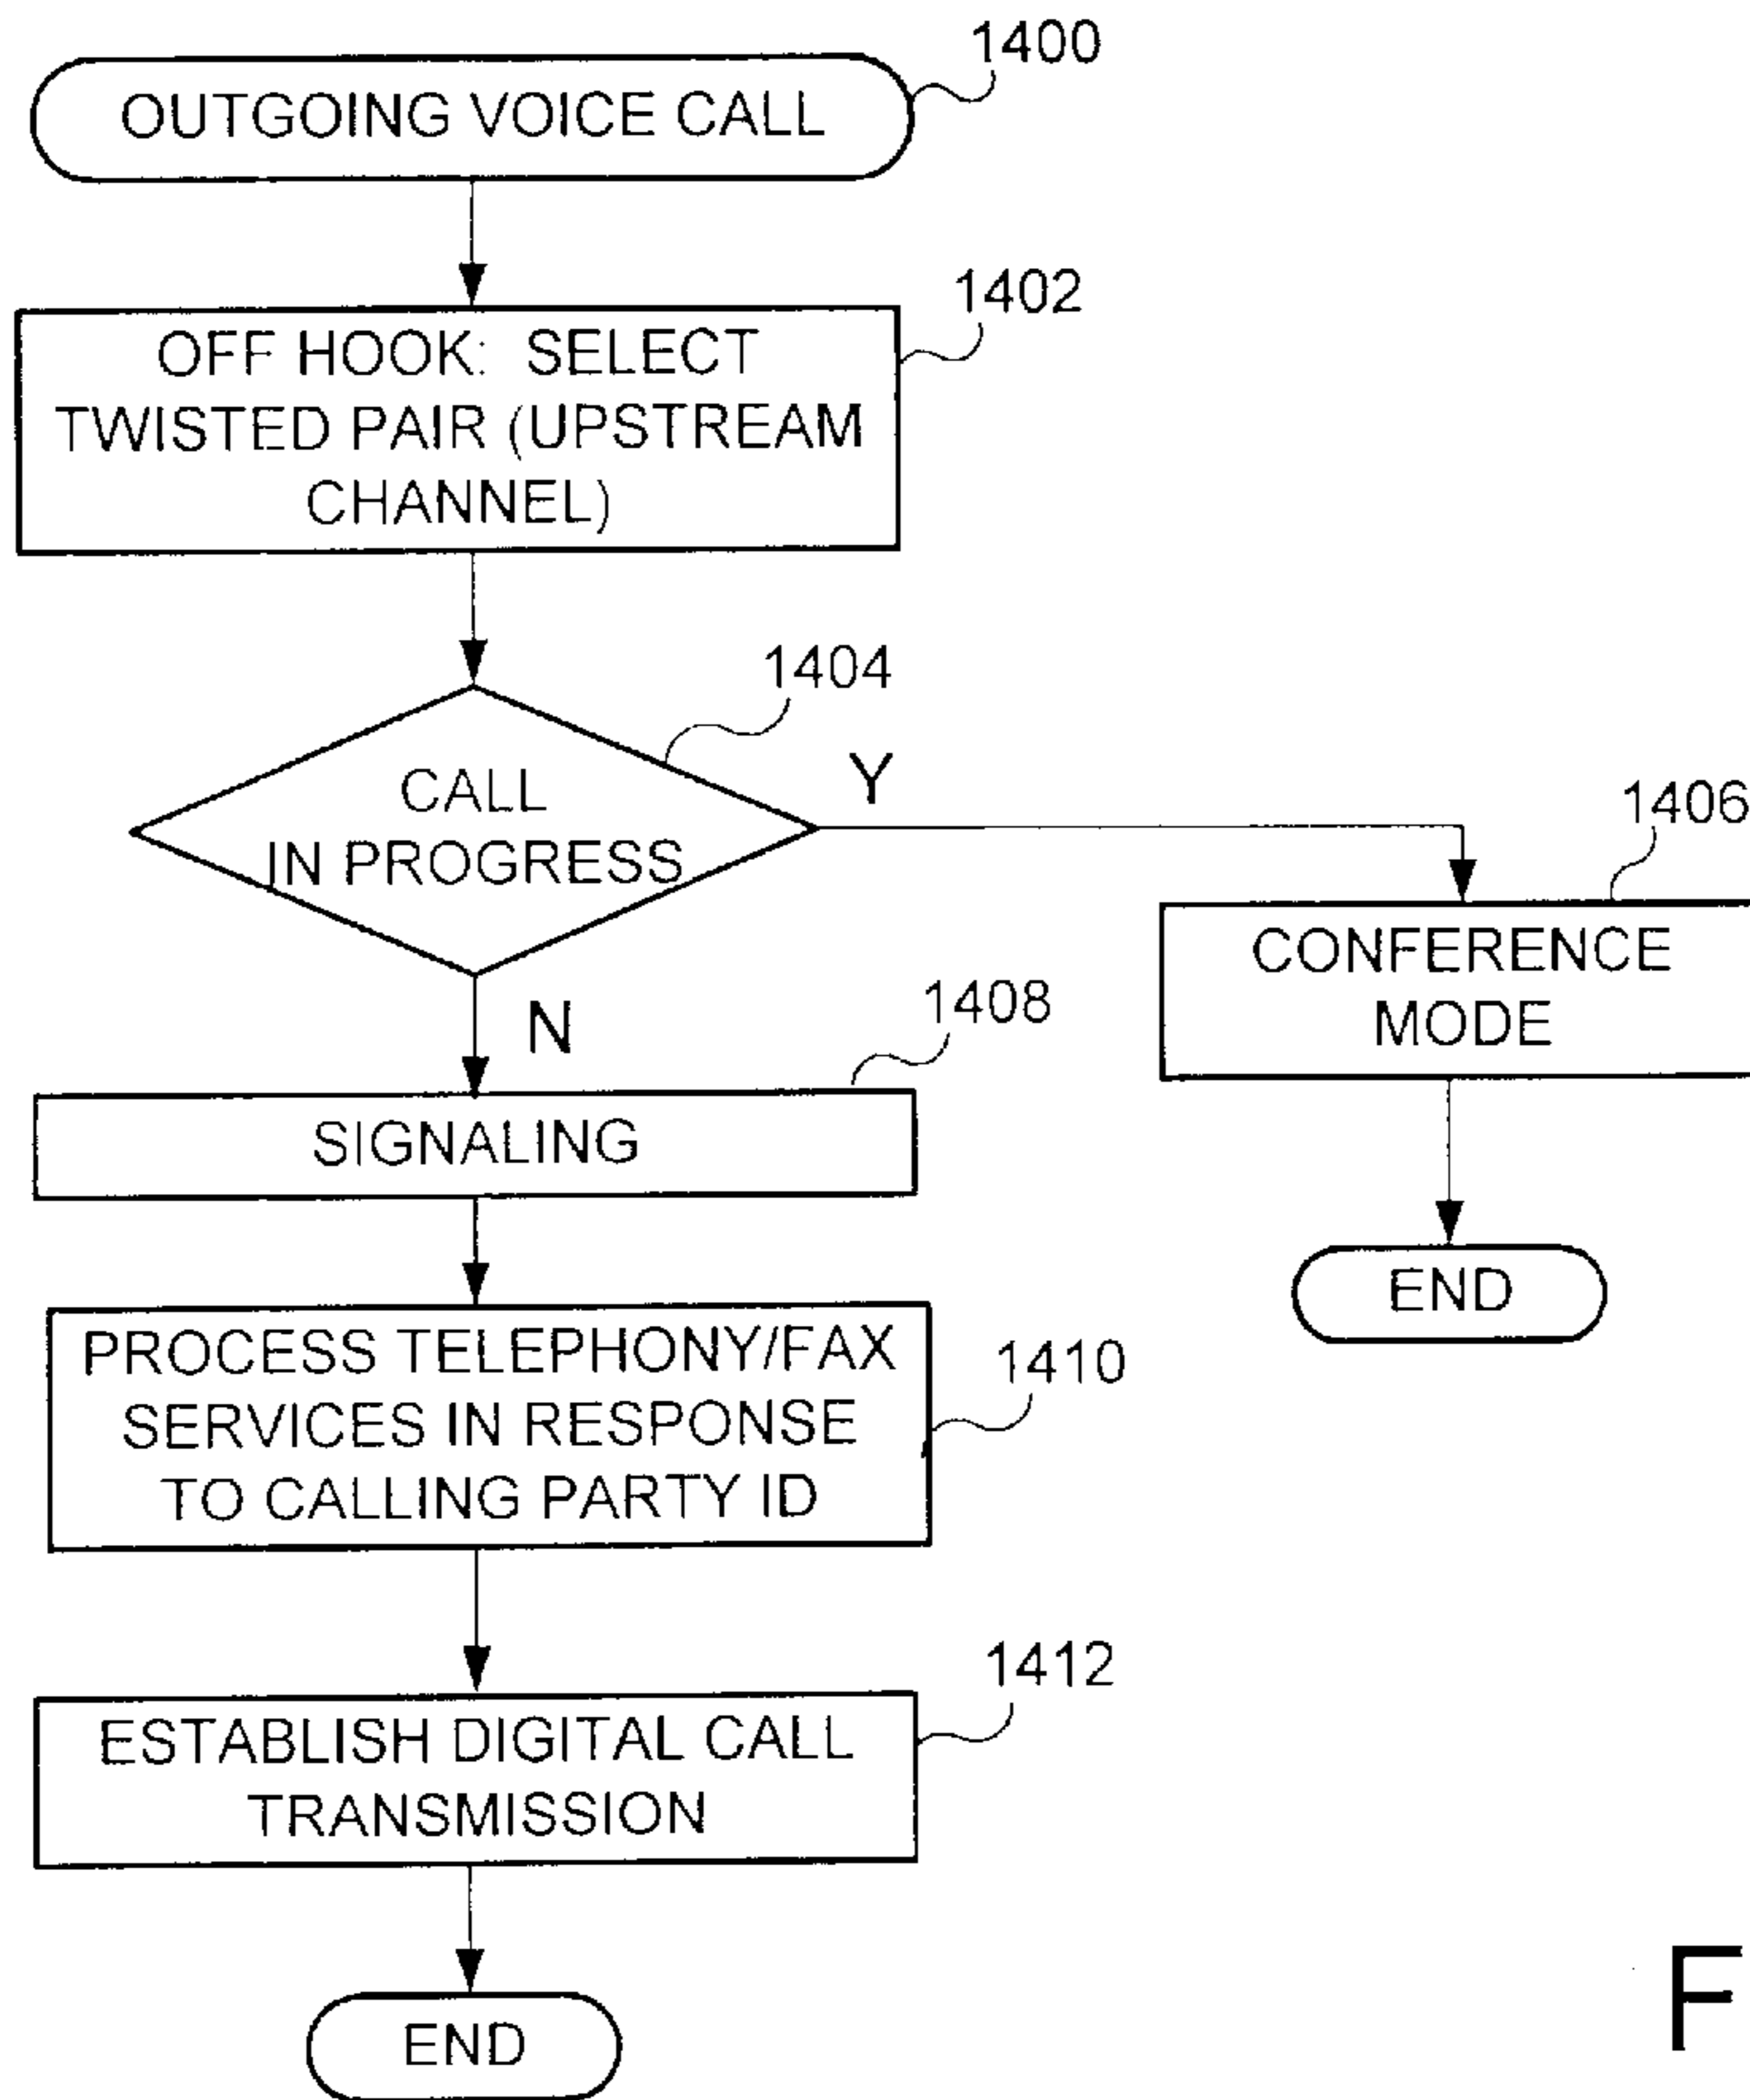 1400
OUTGOING VOICE CALL
1402
OFF HOOK: SELECT
TWISTED PAIR (UPSTREAM
CHANNEL)
1404
CALL
IN PROGRESS
Y
1406
CONFERENCE
MODE
END
N
1408
SIGNALING
1410
PROCESS TELEPHONY/FAX
SERVICES IN RESPONSE
TO CALLING PARTY ID
1412
ESTABLISH DIGITAL CALL
TRANSMISSION
END
F